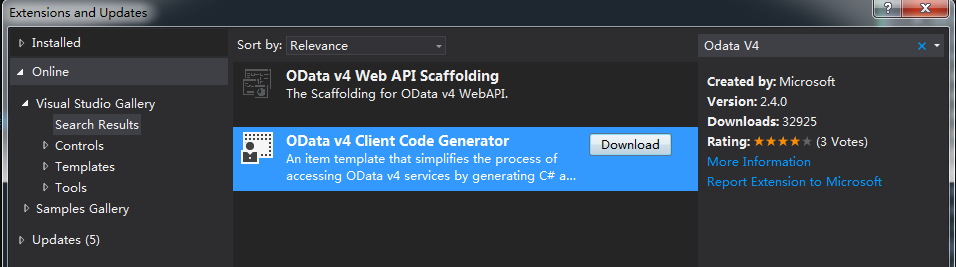 Extensions and Updates
Installed
Online
Visual Studio Gallery
Search Results
Controls
Templates
Tools
Samples Gallery
Updates (5)
Sort by: Relevance
OData v4 Web API Scaffolding
The Scaffolding for OData v4 WebAPI.
OData v4 Client Code Generator
Download
An item template that simplifies the process of
accessing OData v4 services by generating C# a...
Odata V4
Created by: Microsoft
Version: 2.4.0
Downloads: 32925
Rating: (3 Votes)
More Information
Report Extension to Microsoft